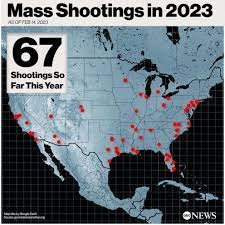 Mass Shootings in 2023
AS OF FEB 14, 2023
67
Shootings So
Far This Year
abc NEWS